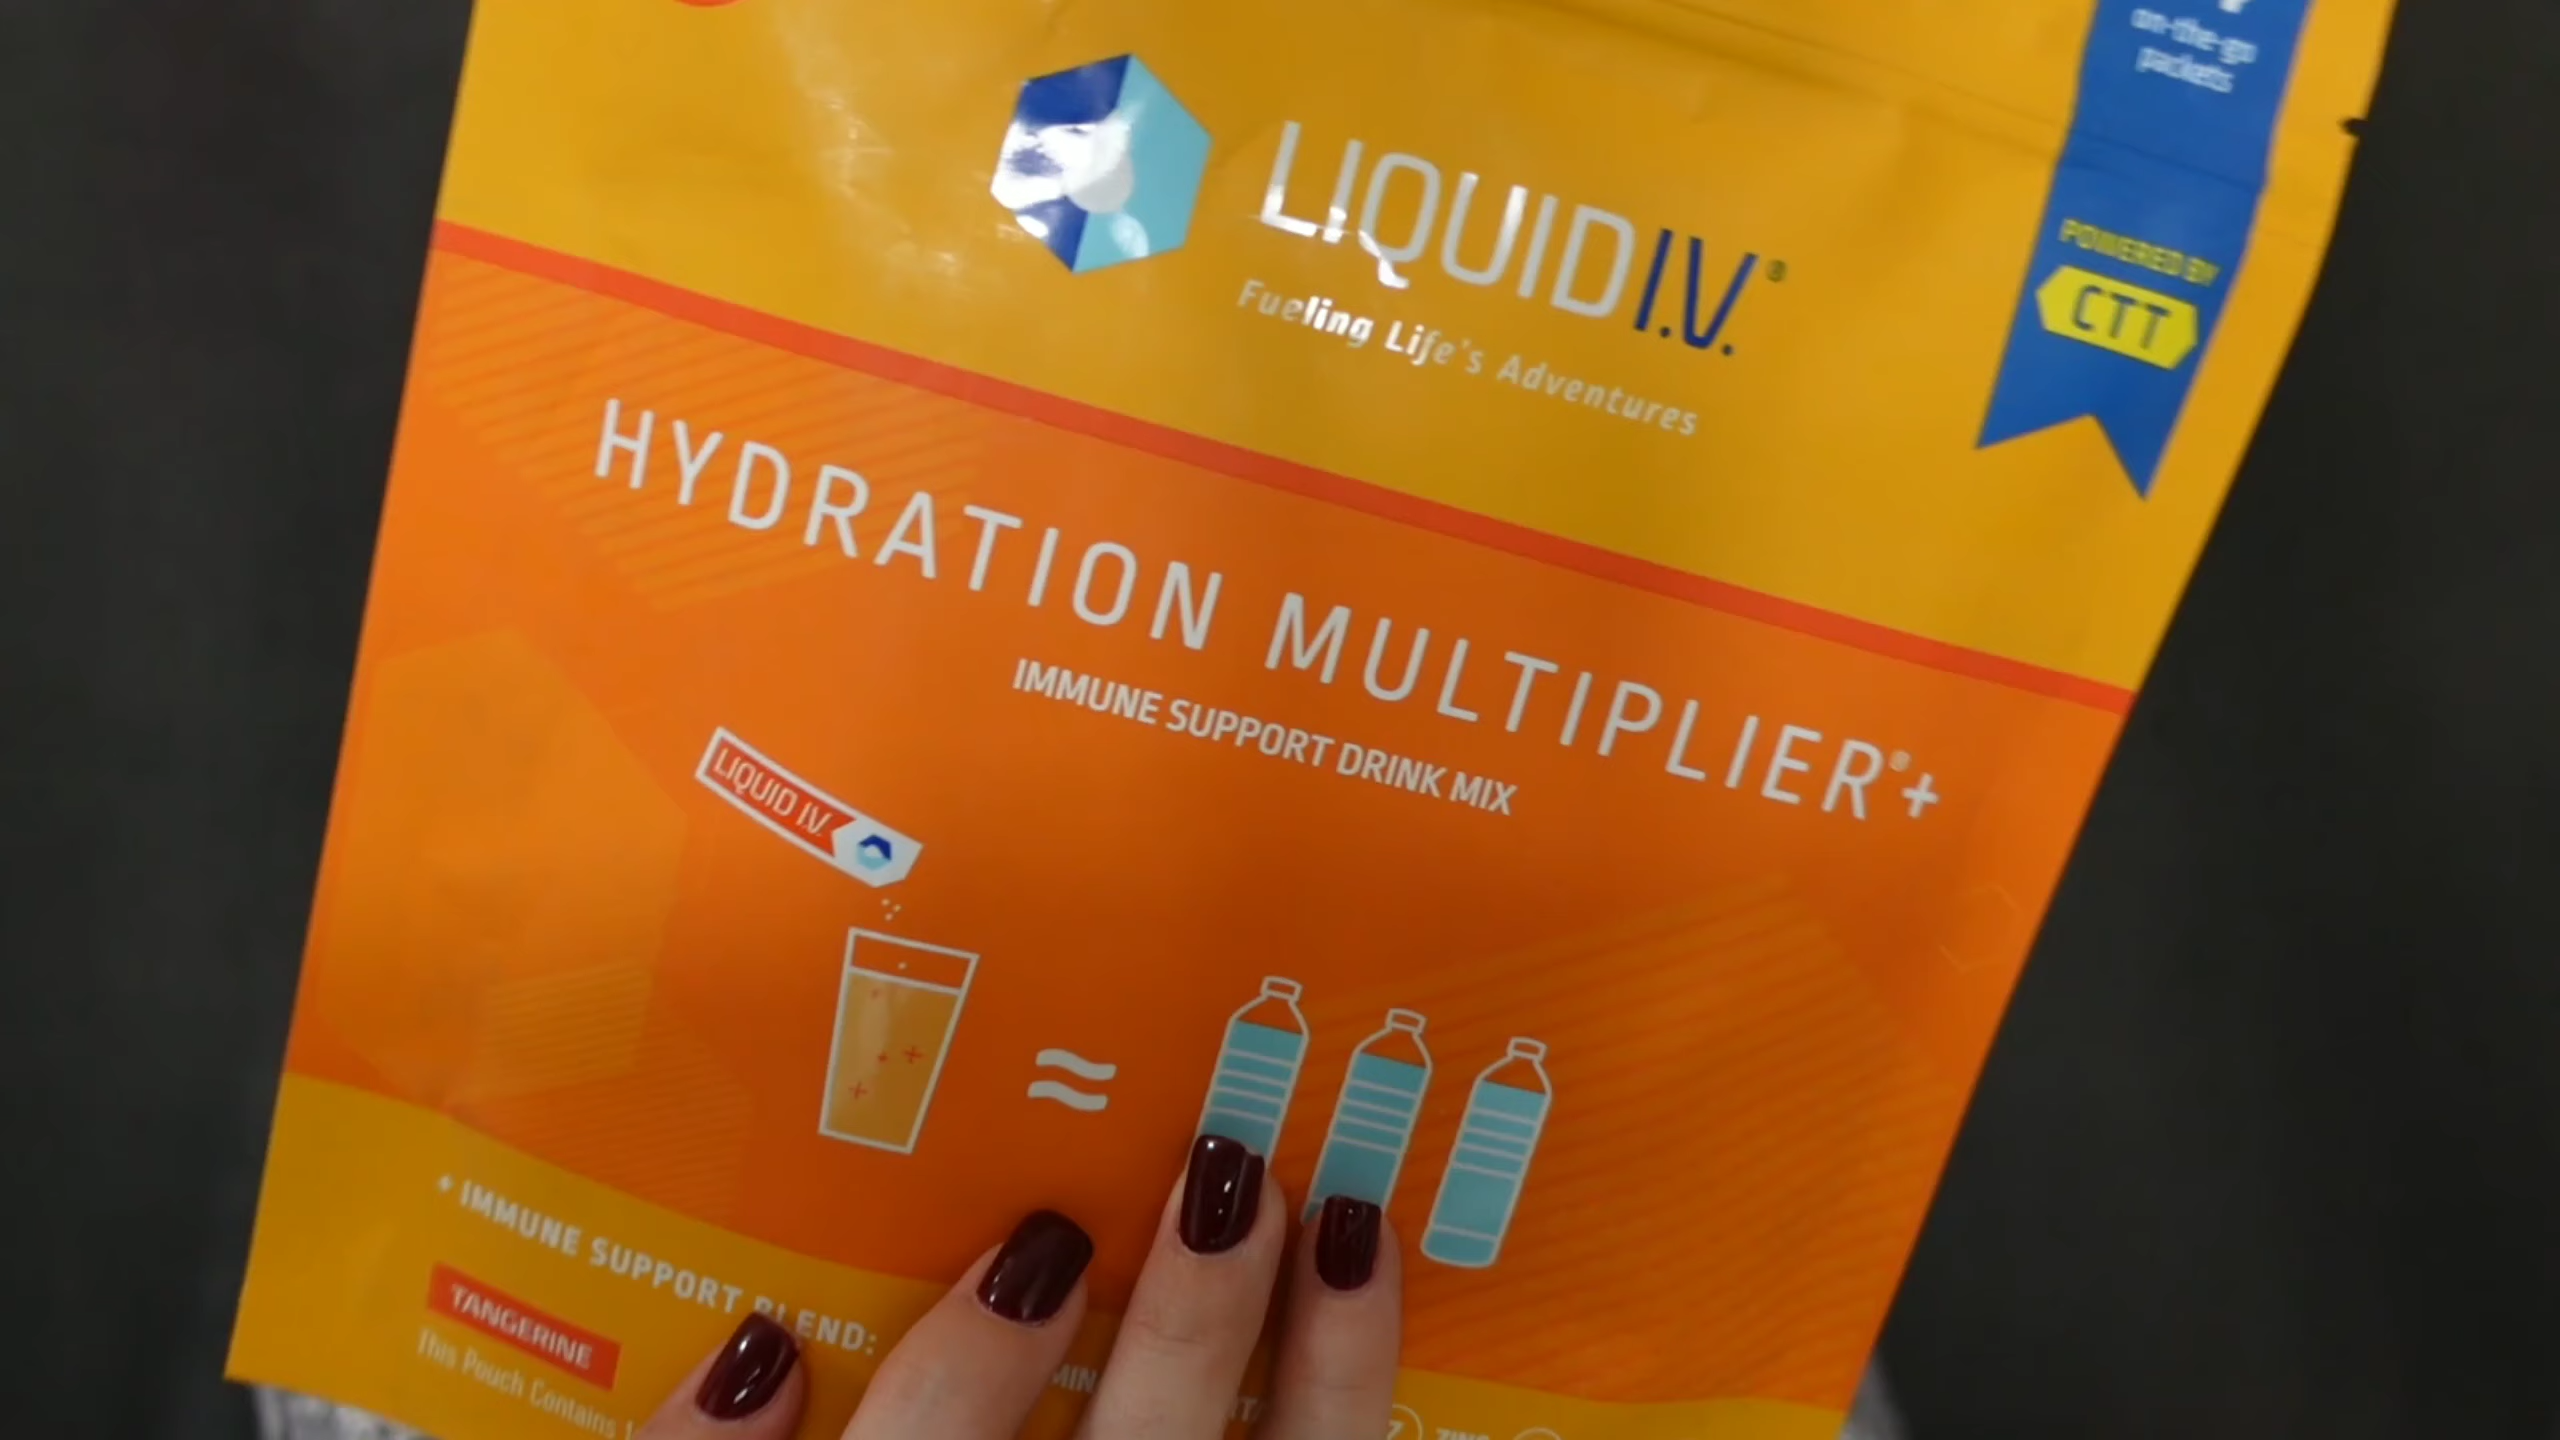 on-the-go
packets
POWERED BY
CTT
LIQUID I.V.®
Fueling Life's Adventures
HYDRATION MULTIPLIER®+
IMMUNE SUPPORT DRINK MIX
LIQUID I.V.
≈
+ IMMUNE SUPPORT BLEND:
TANGERINE
This Pouch Contains
ZINC